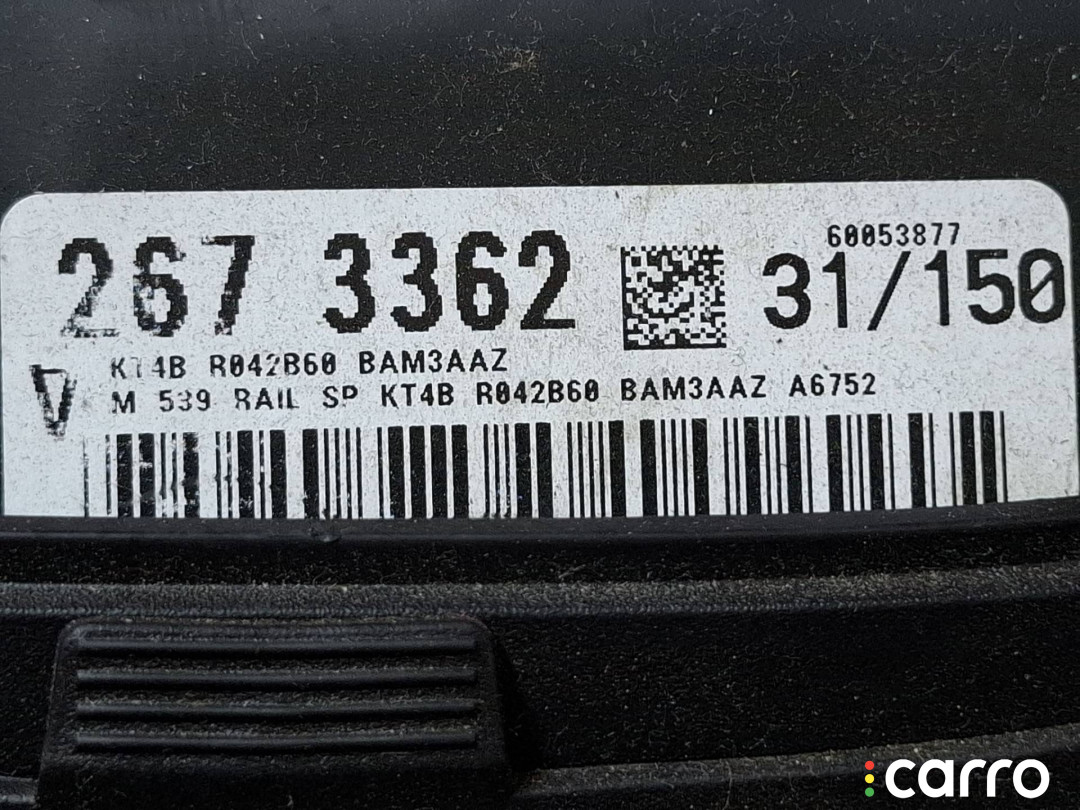 267 3362
60053877
31/150
KT4B R042B60 BAM3AAZ
V
M 539 RAIL SP KT4B R042B60 BAM3AAZ A6752
carro